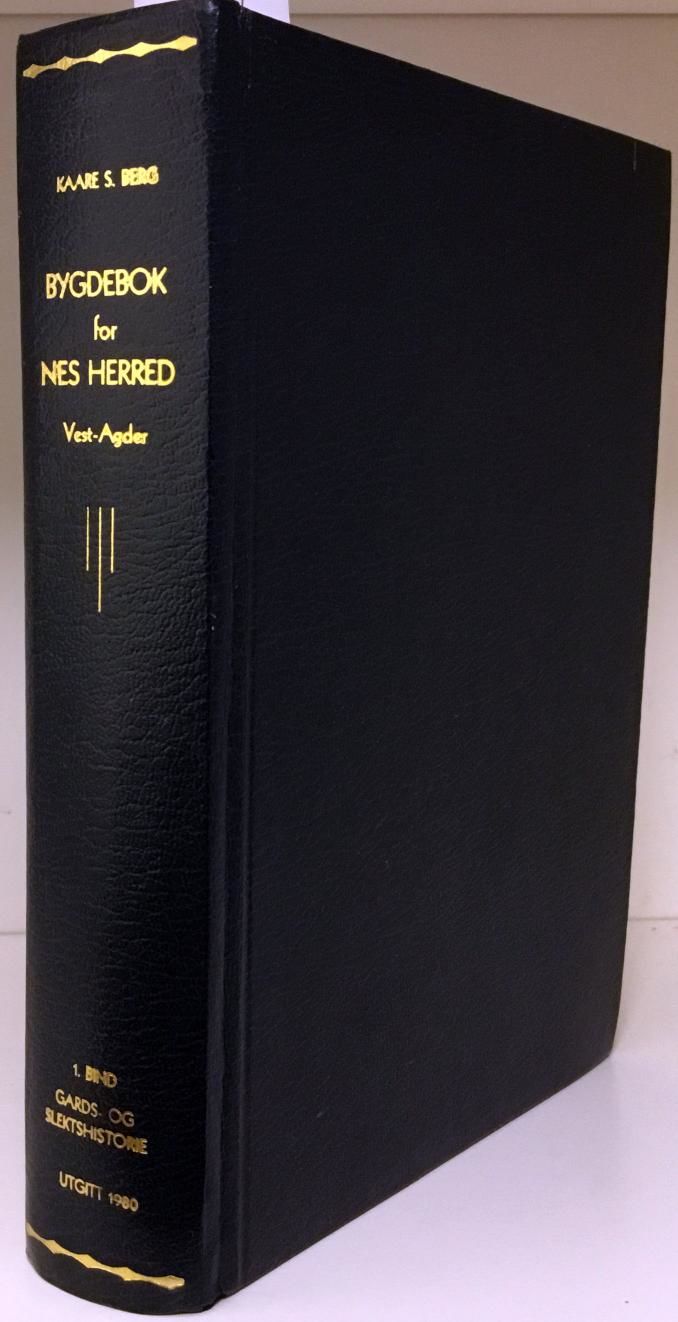 KAARE S. BERG
BYGDEBOK
for
NES HERRED
Vest-Agder
1. BIND
GARDS- OG
SLEKTSHISTORIE
UTGITT 1980